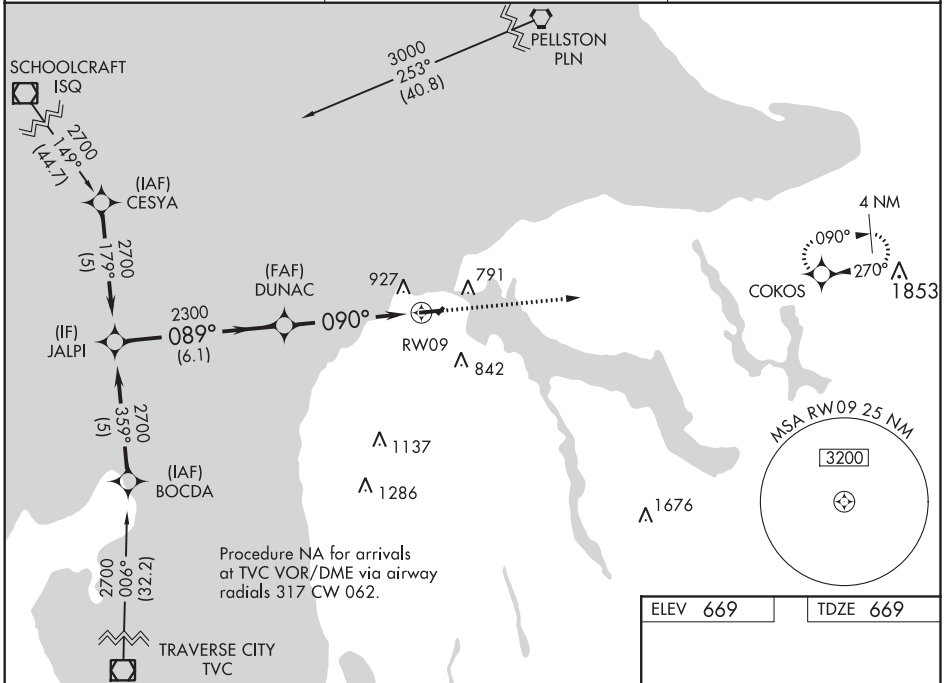 PELLSTON
PLN
3000
253°
(40.8)
SCHOOLCRAFT
ISQ
2700
149°
(44.7)
(IAF)
CESYA
2700
179°
(5)
4 NM
090°
270°
COKOS
1853
(FAF)
DUNAC
927
791
2300
089°
(6.1)
090°
(IF)
JALPI
RW09
842
2700
359°
(5)
MSA RW09 25 NM
3200
1137
(IAF)
BOCDA
1286
1676
2700
006°
(32.2)
Procedure NA for arrivals
at TVC VOR/DME via airway
radials 317 CW 062.
ELEV 669
TDZE 669
TRAVERSE CITY
TVC